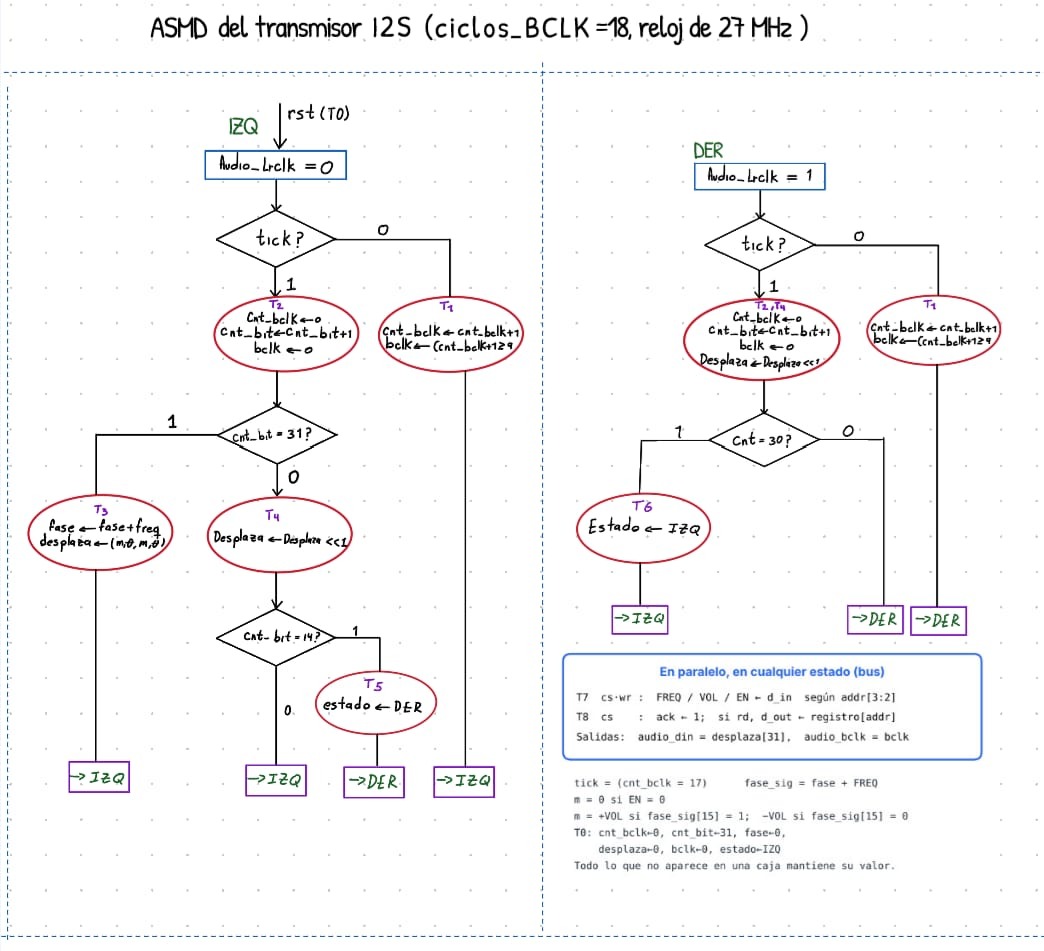 ASMD del transmisor I2S (ciclos_BCLK =18, reloj de 27 MHz )
IZQ
rst (T0)
Audio_Lrclk = 0
tick?
0
1
T2
Cnt_bclk←0
Cnt_bit←Cnt_bit+1
bclk ←0
T1
Cnt_bclk ← cnt_bclk+1
bclk← (cnt_bclk+1≥9
Cnt_bit = 31?
1
0
T3
fase ← fase+freq
desplaza ← (m,0,m,0)
T4
Desplaza ← Desplaza <<1
Cnt_bit = 14?
1
0
T5
estado ← DER
→IZQ
→IZQ
→DER
→IZQ
DER
Audio_Lrclk = 1
tick?
0
1
T2,T4
Cnt_bclk←0
Cnt_bit←Cnt_bit+1
bclk ←0
Desplaza ← Desplaza <<1
T1
Cnt_bclk ← cnt_bclk+1
bclk← (cnt_bclk+1≥9
Cnt = 30?
1
0
T6
Estado ← IZQ
→IZQ
→DER
→DER
En paralelo, en cualquier estado (bus)
T7 cs·wr : FREQ / VOL / EN ← d_in según addr[3:2]
T8 cs : ack ← 1; si rd, d_out ← registro[addr]
Salidas: audio_din = desplaza[31], audio_bclk = bclk
tick = (cnt_bclk = 17) fase_sig = fase + FREQ
m = 0 si EN = 0
m = +VOL si fase_sig[15] = 1; -VOL si fase_sig[15] = 0
T0: cnt_bclk←0, cnt_bit←31, fase←0,
desplaza←0, bclk←0, estado←IZQ
Todo lo que no aparece en una caja mantiene su valor.